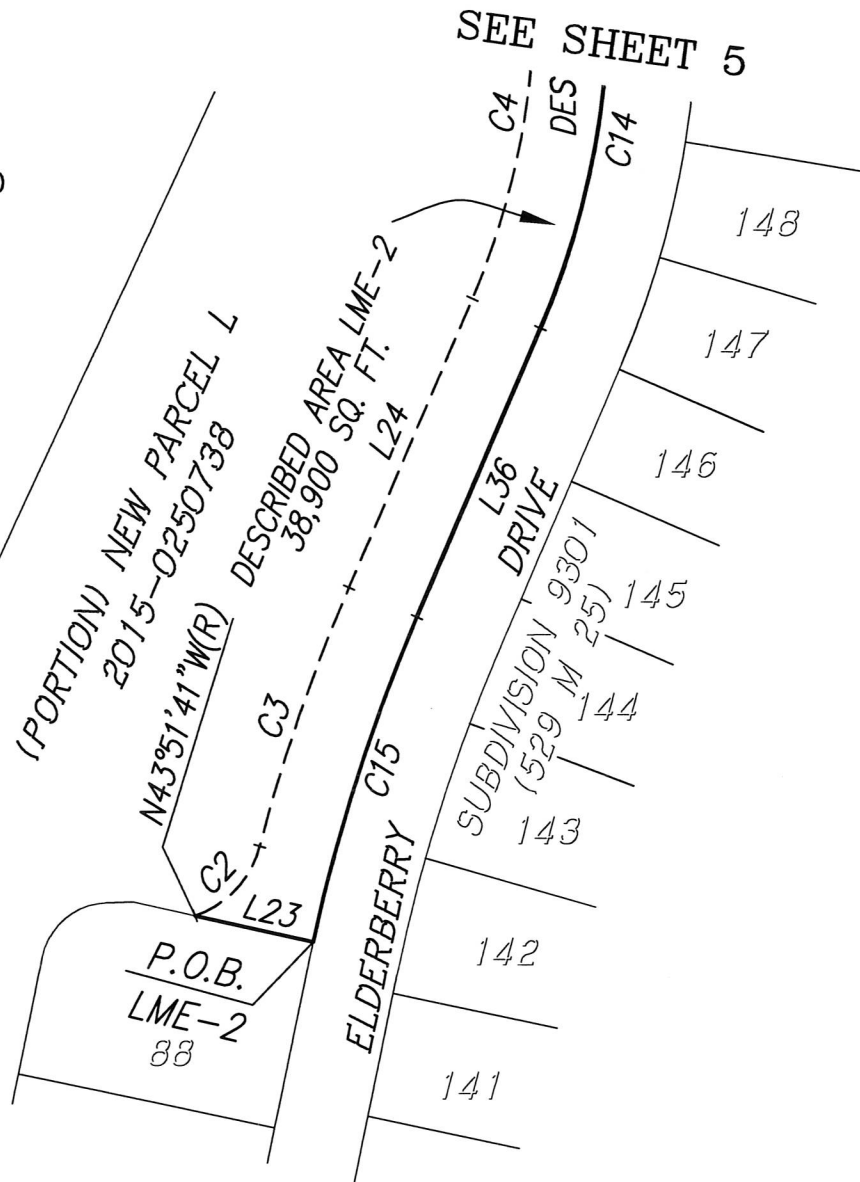 SEE SHEET 5
C4
DES
C14
148
147
146
145
144
143
142
141
DESCRIBED AREA LME-2
38,900 SQ. FT.
L24
L36
DRIVE
(PORTION) NEW PARCEL L
2015-0250738
N43°51'41"W(R)
SUBDIVISION 9301
(529 M 25)
C3
C15
C2
L23
ELDERBERRY
P.O.B.
LME-2
88